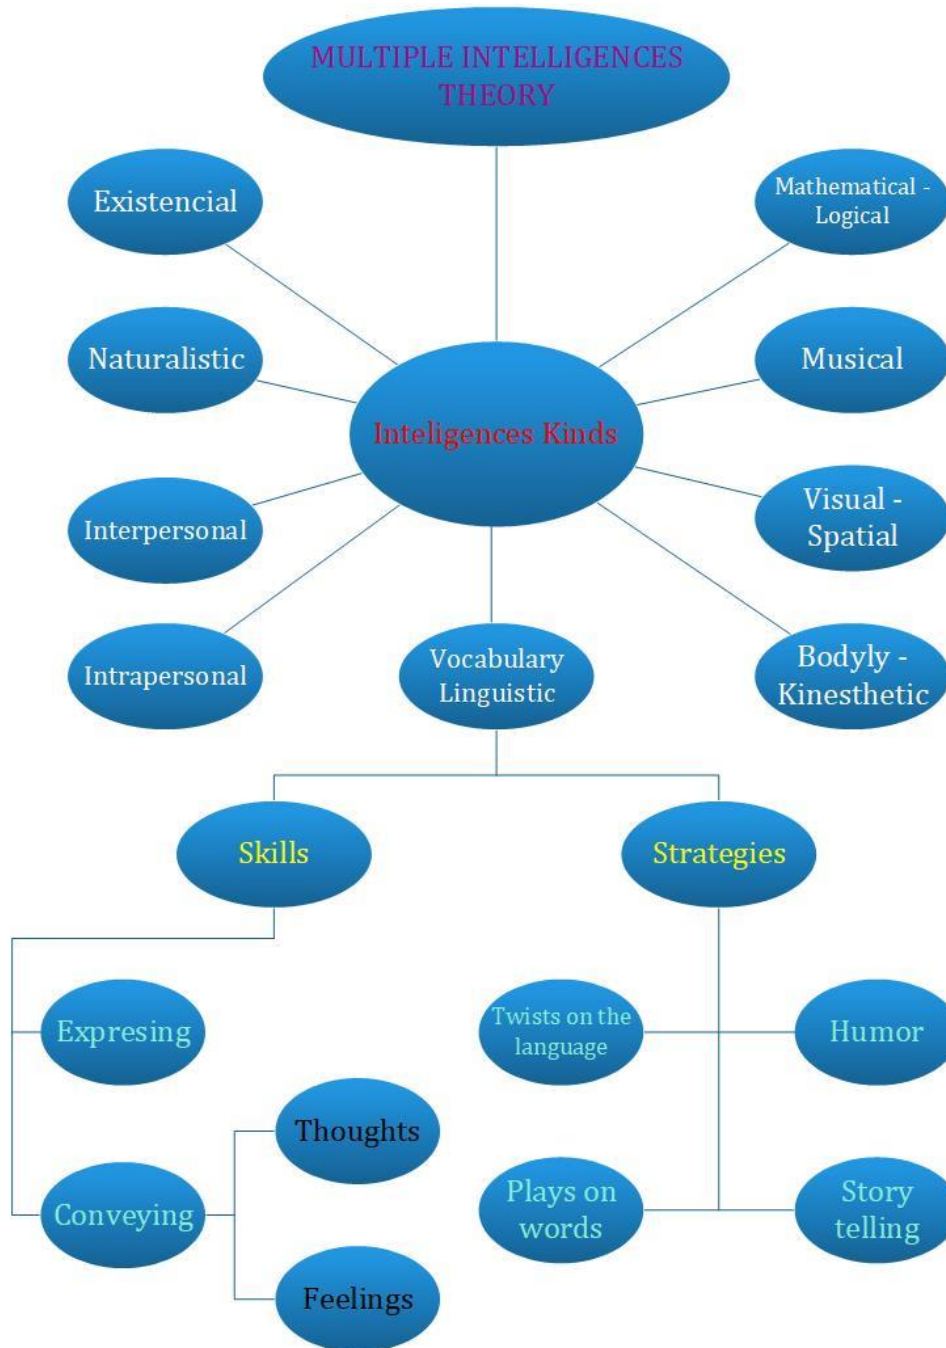 MULTIPLE INTELLIGENCES
THEORY
Existencial
Mathematical -
Logical
Naturalistic
Musical
Inteligences Kinds
Interpersonal
Visual -
Spatial
Intrapersonal
Vocabulary
Linguistic
Bodyly -
Kinesthetic
Skills
Strategies
Expresing
Twists on the
language
Humor
Thoughts
Conveying
Plays on
words
Story
telling
Feelings